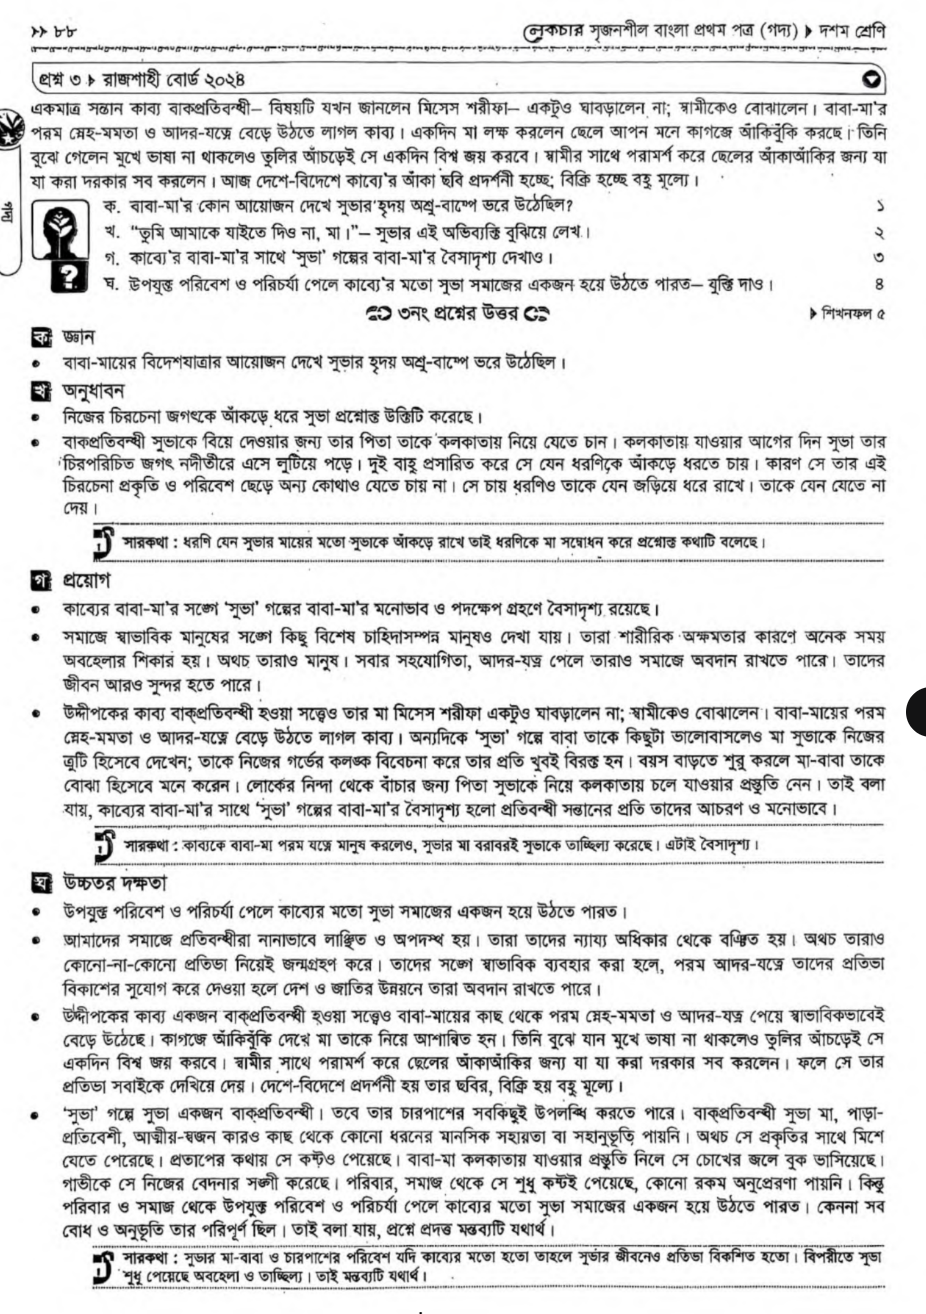 >> ৮৮
লেকচার সৃজনশীল বাংলা প্রথম পত্র (গদ্য) ▶ দশম শ্রেণি
প্রশ্ন ৩ ▶ রাজশাহী বোর্ড ২০২৪
একমাত্র সন্তান কাব্য বাকপ্রতিবন্ধী– বিষয়টি যখন জানলেন মিসেস শরীফা– একটুও ঘাবড়ালেন না; স্বামীকেও বোঝালেন। বাবা-মা'র
পরম স্নেহ-মমতা ও আদর-যত্নে বেড়ে উঠতে লাগল কাব্য। একদিন মা লক্ষ করলেন ছেলে আপন মনে কাগজে আঁকিবুঁকি করছে। তিনি
বুঝে গেলেন মুখে ভাষা না থাকলেও তুলির আঁচড়েই সে একদিন বিশ্ব জয় করবে। স্বামীর সাথে পরামর্শ করে ছেলের আঁকাআঁকির জন্য যা
যা করা দরকার সব করলেন। আজ দেশে-বিদেশে কাব্যে'র আঁকা ছবি প্রদর্শনী হচ্ছে; বিক্রি হচ্ছে বহু মূল্যে।
গদ্য
ক. বাবা-মা'র কোন আয়োজন দেখে সুভার হৃদয় অশ্রু-বাষ্পে ভরে উঠেছিল? ১
খ. “তুমি আমাকে যাইতে দিও না, মা।”– সুভার এই অভিব্যক্তি বুঝিয়ে লেখ। ২
গ. কাব্যে'র বাবা-মা'র সাথে 'সুভা' গল্পের বাবা-মা'র বৈসাদৃশ্য দেখাও। ৩
ঘ. উপযুক্ত পরিবেশ ও পরিচর্যা পেলে কাব্যে'র মতো সুভা সমাজের একজন হয়ে উঠতে পারত– যুক্তি দাও। ৪
৩নং প্রশ্নের উত্তর
▶ শিখনফল ৫
ক জ্ঞান
• বাবা-মায়ের বিদেশযাত্রার আয়োজন দেখে সুভার হৃদয় অশ্রু-বাষ্পে ভরে উঠেছিল।
খ অনুধাবন
• নিজের চিরচেনা জগৎকে আঁকড়ে ধরে সুভা প্রশ্নোক্ত উক্তিটি করেছে।
• বাকপ্রতিবন্ধী সুভাকে বিয়ে দেওয়ার জন্য তার পিতা তাকে কলকাতায় নিয়ে যেতে চান। কলকাতায় যাওয়ার আগের দিন সুভা তার
চিরপরিচিত জগৎ নদীতীরে এসে লুটিয়ে পড়ে। দুই বাহু প্রসারিত করে সে যেন ধরণিকে আঁকড়ে ধরতে চায়। কারণ সে তার এই
চিরচেনা প্রকৃতি ও পরিবেশ ছেড়ে অন্য কোথাও যেতে চায় না। সে চায় ধরণিও তাকে যেন জড়িয়ে ধরে রাখে। তাকে যেন যেতে না
দেয়।
সারকথা : ধরণি যেন সুভার মায়ের মতো সুভাকে আঁকড়ে রাখে তাই ধরণিকে মা সম্বোধন করে প্রশ্নোক্ত কথাটি বলেছে।
গ প্রয়োগ
• কাব্যের বাবা-মা'র সঙ্গে 'সুভা' গল্পের বাবা-মা'র মনোভাব ও পদক্ষেপ গ্রহণে বৈসাদৃশ্য রয়েছে।
• সমাজে স্বাভাবিক মানুষের সঙ্গে কিছু বিশেষ চাহিদাসম্পন্ন মানুষও দেখা যায়। তারা শারীরিক অক্ষমতার কারণে অনেক সময়
অবহেলার শিকার হয়। অথচ তারাও মানুষ। সবার সহযোগিতা, আদর-যত্ন পেলে তারাও সমাজে অবদান রাখতে পারে। তাদের
জীবন আরও সুন্দর হতে পারে।
• উদ্দীপকের কাব্য বাক্‌প্রতিবন্ধী হওয়া সত্ত্বেও তার মা মিসেস শরীফা একটুও ঘাবড়ালেন না; স্বামীকেও বোঝালেন। বাবা-মায়ের পরম
স্নেহ-মমতা ও আদর-যত্নে বেড়ে উঠতে লাগল কাব্য। অন্যদিকে 'সুভা' গল্পে বাবা তাকে কিছুটা ভালোবাসলেও মা সুভাকে নিজের
ত্রুটি হিসেবে দেখেন; তাকে নিজের গর্ভের কলঙ্ক বিবেচনা করে তার প্রতি খুবই বিরক্ত হন। বয়স বাড়তে শুরু করলে মা-বাবা তাকে
বোঝা হিসেবে মনে করেন। লোকের নিন্দা থেকে বাঁচার জন্য পিতা সুভাকে নিয়ে কলকাতায় চলে যাওয়ার প্রস্তুতি নেন। তাই বলা
যায়, কাব্যের বাবা-মা'র সাথে 'সুভা' গল্পের বাবা-মা'র বৈসাদৃশ্য হলো প্রতিবন্ধী সন্তানের প্রতি তাদের আচরণ ও মনোভাবে।
সারকথা : কাব্যকে বাবা-মা পরম যত্নে মানুষ করলেও, সুভার মা বরাবরই সুভাকে তাচ্ছিল্য করেছে। এটাই বৈসাদৃশ্য।
ঘ উচ্চতর দক্ষতা
• উপযুক্ত পরিবেশ ও পরিচর্যা পেলে কাব্যের মতো সুভা সমাজের একজন হয়ে উঠতে পারত।
• আমাদের সমাজে প্রতিবন্ধীরা নানাভাবে লাঞ্ছিত ও অপদস্থ হয়। তারা তাদের ন্যায্য অধিকার থেকে বঞ্চিত হয়। অথচ তারাও
কোনো-না-কোনো প্রতিভা নিয়েই জন্মগ্রহণ করে। তাদের সঙ্গে স্বাভাবিক ব্যবহার করা হলে, পরম আদর-যত্নে তাদের প্রতিভা
বিকাশের সুযোগ করে দেওয়া হলে দেশ ও জাতির উন্নয়নে তারা অবদান রাখতে পারে।
• উদ্দীপকের কাব্য একজন বাক্‌প্রতিবন্ধী হওয়া সত্ত্বেও বাবা-মায়ের কাছ থেকে পরম স্নেহ-মমতা ও আদর-যত্ন পেয়ে স্বাভাবিকভাবেই
বেড়ে উঠেছে। কাগজে আঁকিবুঁকি দেখে মা তাকে নিয়ে আশান্বিত হন। তিনি বুঝে যান মুখে ভাষা না থাকলেও তুলির আঁচড়েই সে
একদিন বিশ্ব জয় করবে। স্বামীর সাথে পরামর্শ করে ছেলের আঁকাআঁকির জন্য যা যা করা দরকার সব করলেন। ফলে সে তার
প্রতিভা সবাইকে দেখিয়ে দেয়। দেশে-বিদেশে প্রদর্শনী হয় তার ছবির, বিক্রি হয় বহু মূল্যে।
• 'সুভা' গল্পে সুভা একজন বাক্‌প্রতিবন্ধী। তবে তার চারপাশের সবকিছুই উপলব্ধি করতে পারে। বাক্‌প্রতিবন্ধী সুভা মা, পাড়া-
প্রতিবেশী, আত্মীয়-স্বজন কারও কাছ থেকে কোনো ধরনের মানসিক সহায়তা বা সহানুভূতি পায়নি। অথচ সে প্রকৃতির সাথে মিশে
যেতে পেরেছে। প্রতাপের কথায় সে কষ্টও পেয়েছে। বাবা-মা কলকাতায় যাওয়ার প্রস্তুতি নিলে সে চোখের জলে বুক ভাসিয়েছে।
গাভীকে সে নিজের বেদনার সঙ্গী করেছে। পরিবার, সমাজ থেকে সে শুধু কষ্টই পেয়েছে, কোনো রকম অনুপ্রেরণা পায়নি। কিন্তু
পরিবার ও সমাজ থেকে উপযুক্ত পরিবেশ ও পরিচর্যা পেলে কাব্যের মতো সুভা সমাজের একজন হয়ে উঠতে পারত। কেননা সব
বোধ ও অনুভূতি তার পরিপূর্ণ ছিল। তাই বলা যায়, প্রশ্নে প্রদত্ত মন্তব্যটি যথার্থ।
সারকথা : সুভার মা-বাবা ও চারপাশের পরিবেশ যদি কাব্যের মতো হতো তাহলে সুভার জীবনেও প্রতিভা বিকশিত হতো। বিপরীতে সুভা
শুধু পেয়েছে অবহেলা ও তাচ্ছিল্য। তাই মন্তব্যটি যথার্থ।